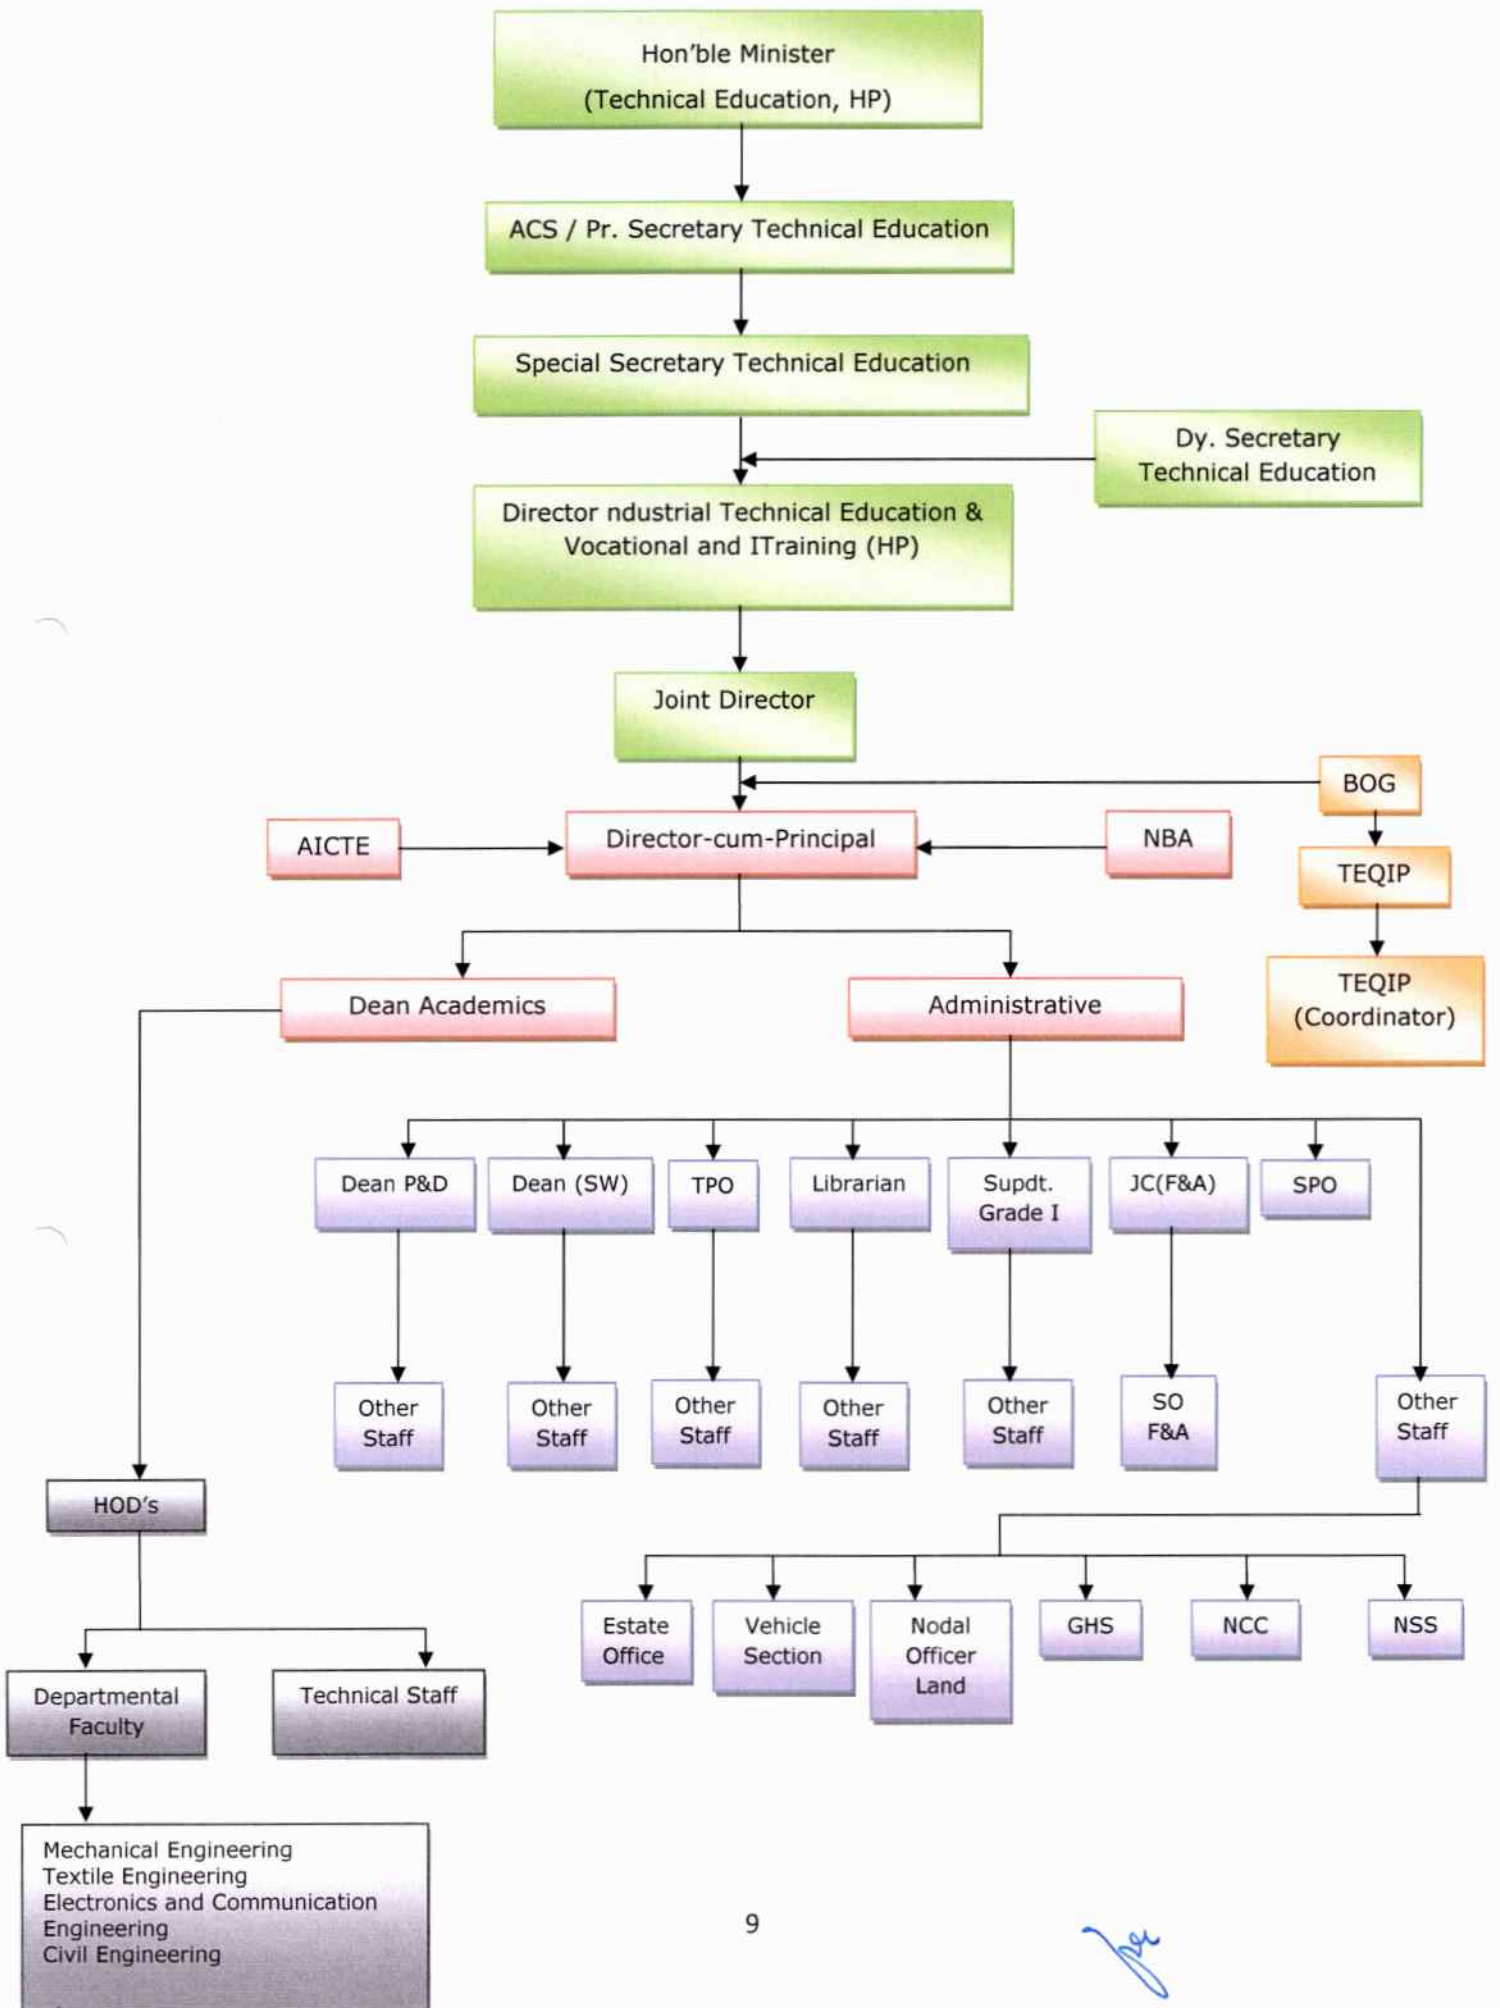 Hon'ble Minister
(Technical Education, HP)
ACS / Pr. Secretary Technical Education
Special Secretary Technical Education
Dy. Secretary
Technical Education
Director ndustrial Technical Education &
Vocational and ITraining (HP)
Joint Director
BOG
AICTE
Director-cum-Principal
NBA
TEQIP
Dean Academics
Administrative
TEQIP
(Coordinator)
Dean P&D
Dean (SW)
TPO
Librarian
Supdt.
Grade I
JC(F&A)
SPO
Other
Staff
Other
Staff
Other
Staff
Other
Staff
Other
Staff
SO
F&A
Other
Staff
HOD's
Estate
Office
Vehicle
Section
Nodal
Officer
Land
GHS
NCC
NSS
Departmental
Faculty
Technical Staff
Mechanical Engineering
Textile Engineering
Electronics and Communication
Engineering
Civil Engineering
9